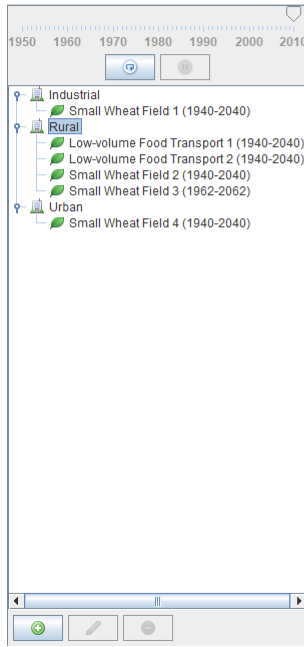 1950 1960 1970 1980 1990 2000 2010
Industrial
Small Wheat Field 1 (1940-2040)
Rural
Low-volume Food Transport 1 (1940-2040)
Low-volume Food Transport 2 (1940-2040)
Small Wheat Field 2 (1940-2040)
Small Wheat Field 3 (1962-2062)
Urban
Small Wheat Field 4 (1940-2040)